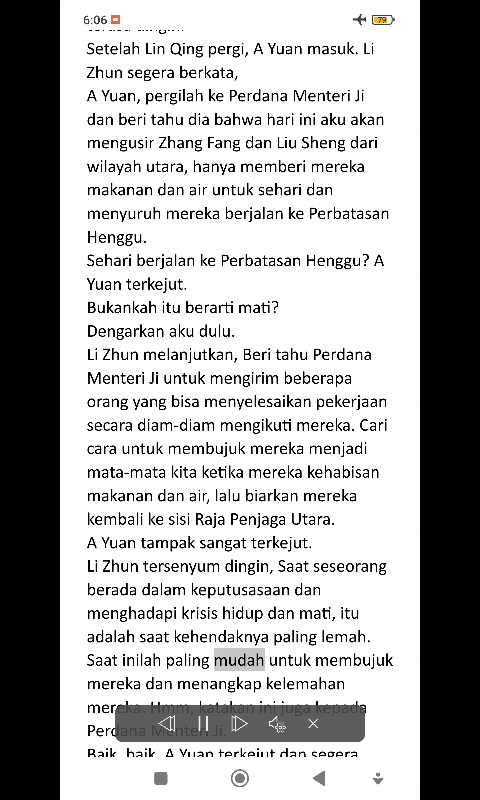 6:06
79
Setelah Lin Qing pergi, A Yuan masuk. Li
Zhun segera berkata,
A Yuan, pergilah ke Perdana Menteri Ji
dan beri tahu dia bahwa hari ini aku akan
mengusir Zhang Fang dan Liu Sheng dari
wilayah utara, hanya memberi mereka
makanan dan air untuk sehari dan
menyuruh mereka berjalan ke Perbatasan
Henggu.
Sehari berjalan ke Perbatasan Henggu? A
Yuan terkejut.
Bukankah itu berarti mati?
Dengarkan aku dulu.
Li Zhun melanjutkan, Beri tahu Perdana
Menteri Ji untuk mengirim beberapa
orang yang bisa menyelesaikan pekerjaan
secara diam-diam mengikuti mereka. Cari
cara untuk membujuk mereka menjadi
mata-mata kita ketika mereka kehabisan
makanan dan air, lalu biarkan mereka
kembali ke sisi Raja Penjaga Utara.
A Yuan tampak sangat terkejut.
Li Zhun tersenyum dingin, Saat seseorang
berada dalam keputusasaan dan
menghadapi krisis hidup dan mati, itu
adalah saat kehendaknya paling lemah.
Saat inilah paling mudah untuk membujuk
mereka dan menangkap kelemahan
mereka. Hmm, katakan ini juga kepada
Perdana Menteri Ji.
Baik, baik. A Yuan terkejut dan segera